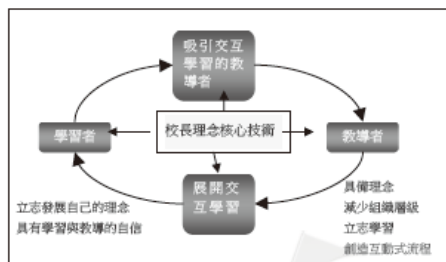 吸引交互
學習的教
導者
學習者
校長理念核心技術
教導者
展開交
互學習
具備理念
減少組織層級
立志學習
創造互動式流程
立志發展自己的理念
具有學習與教導的自信